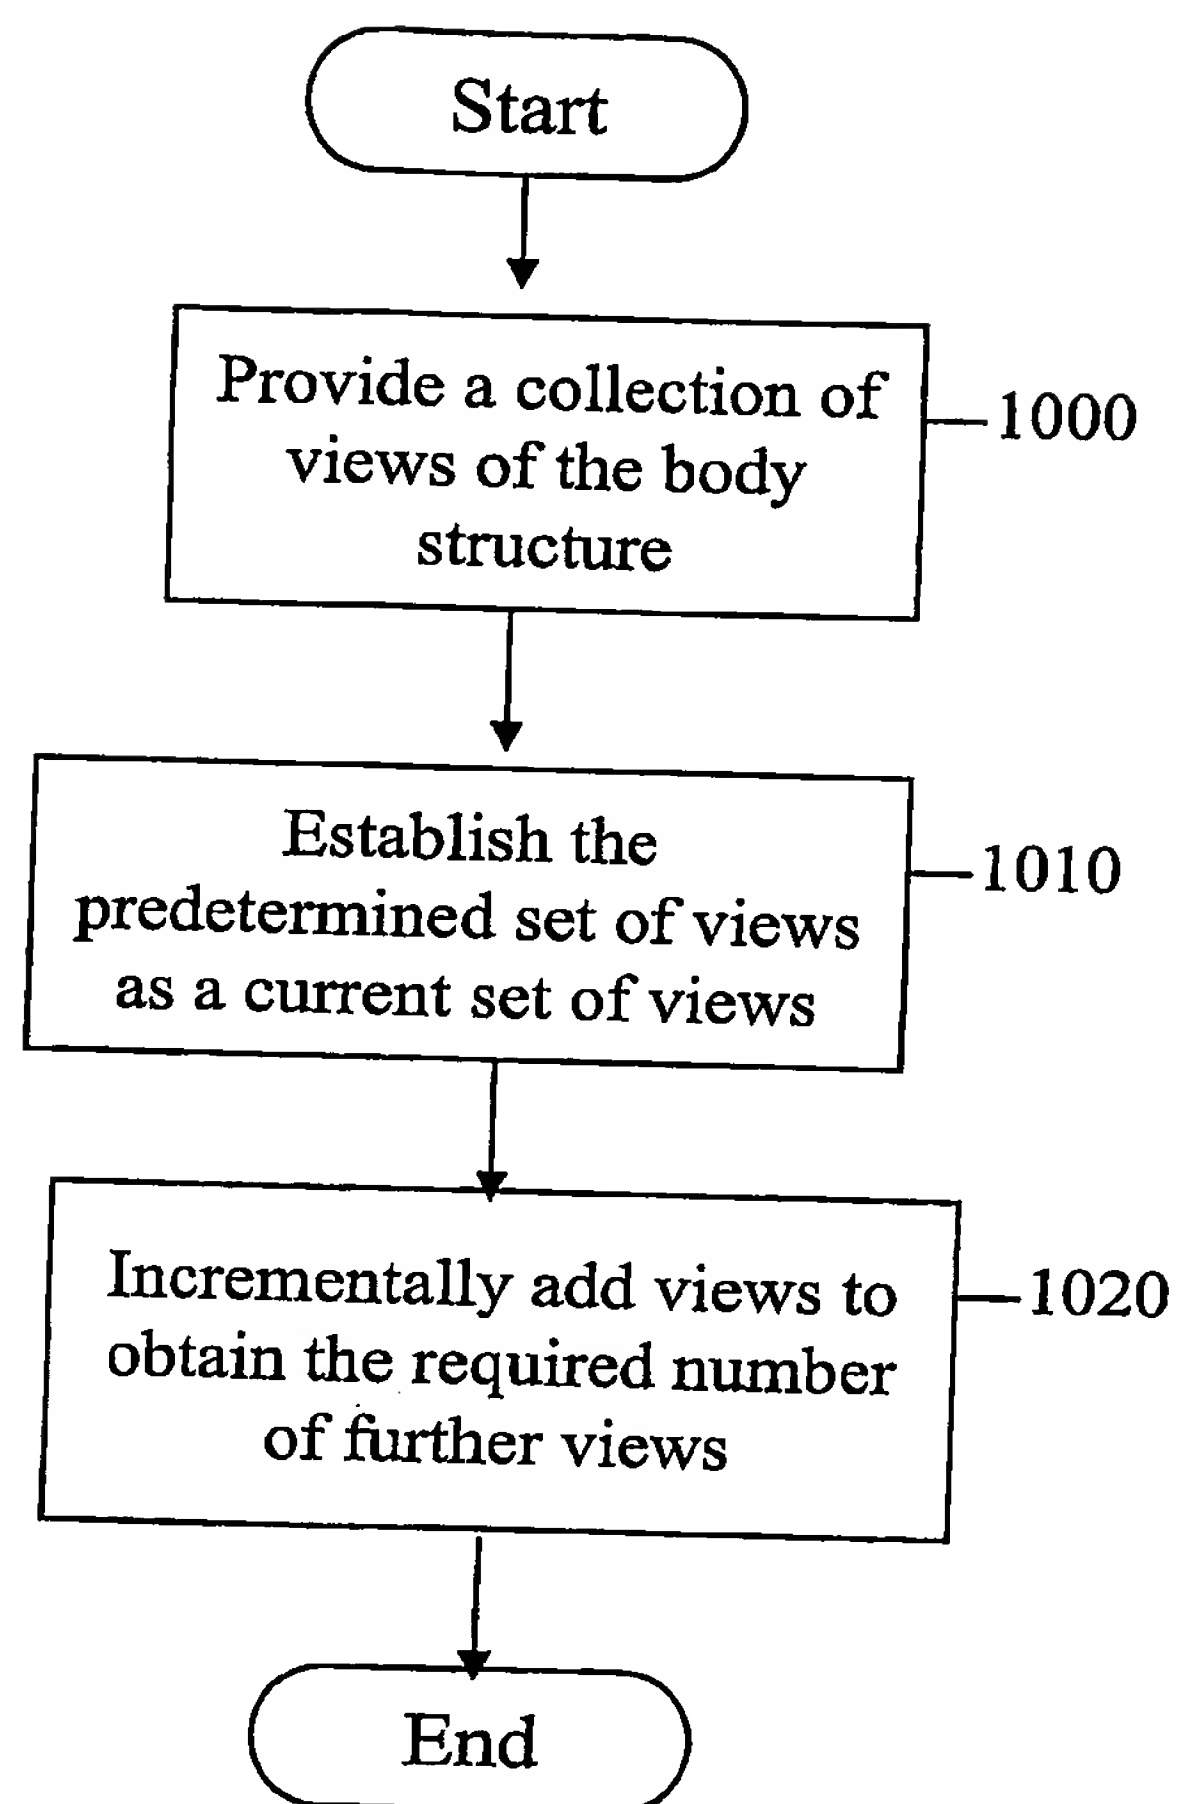 Start
Provide a collection of
views of the body
structure
1000
Establish the
predetermined set of views
as a current set of views
1010
Incrementally add views to
obtain the required number
of further views
1020
End